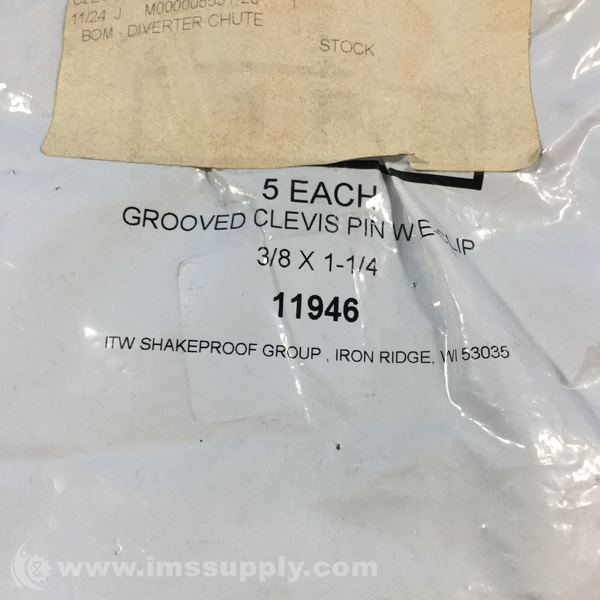 11/24 J 1
BOM - DIVERTER CHUTE
STOCK
5 EACH
GROOVED CLEVIS PIN W E-CLIP
3/8 X 1-1/4
11946
ITW SHAKEPROOF GROUP , IRON RIDGE, WI 53035
www.imssupply.com